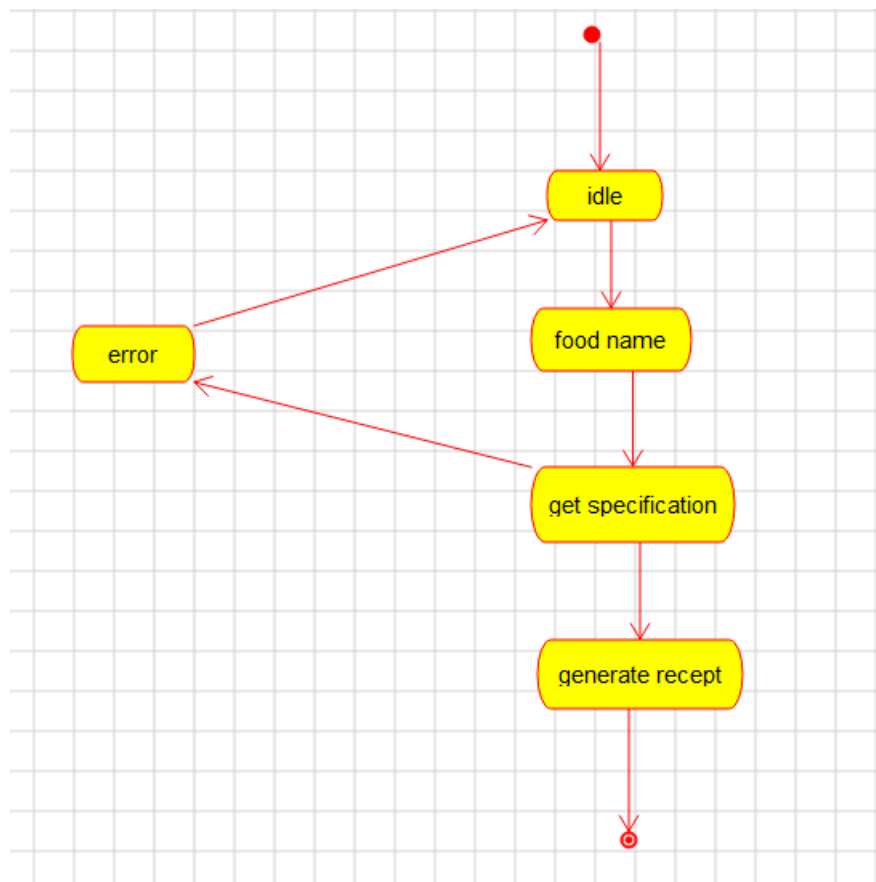 idle
food name
error
get specification
generate recept